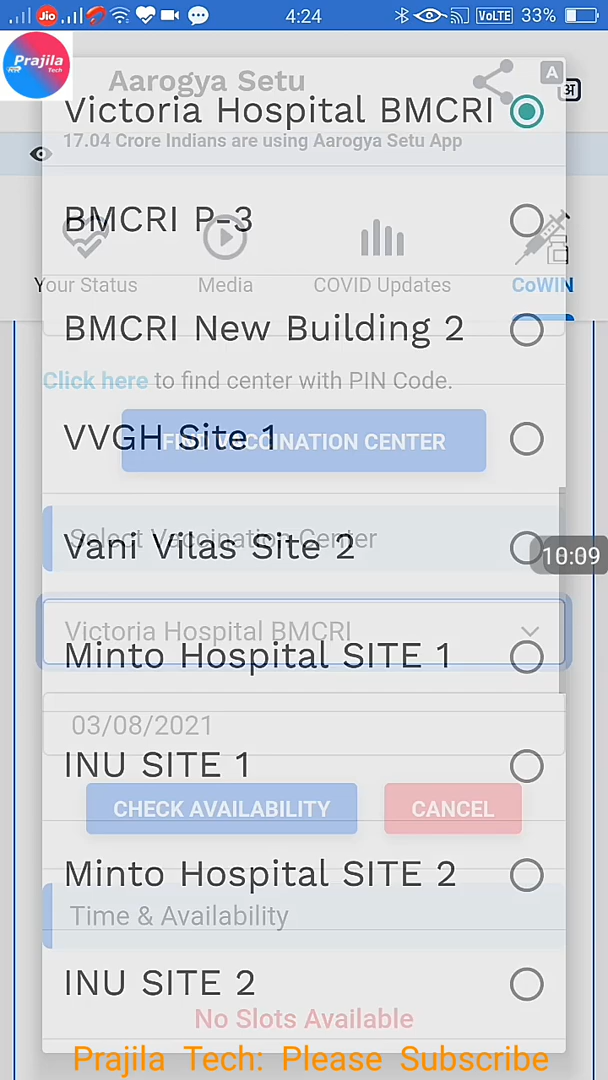 Jio
4:24
VoLTE
33%
Prajila
Tech
Aarogya Setu
A
अ
Victoria Hospital BMCRI
17.04 Crore Indians are using Aarogya Setu App
BMCRI P-3
Your Status
Media
COVID Updates
CoWIN
BMCRI New Building 2
Click here to find center with PIN Code.
VVGH Site 1
FIND VACCINATION CENTER
Select Vaccination Center
Vani Vilas Site 2
10:09
Victoria Hospital BMCRI
Minto Hospital SITE 1
03/08/2021
INU SITE 1
CHECK AVAILABILITY
CANCEL
Minto Hospital SITE 2
Time & Availability
INU SITE 2
No Slots Available
Prajila Tech: Please Subscribe